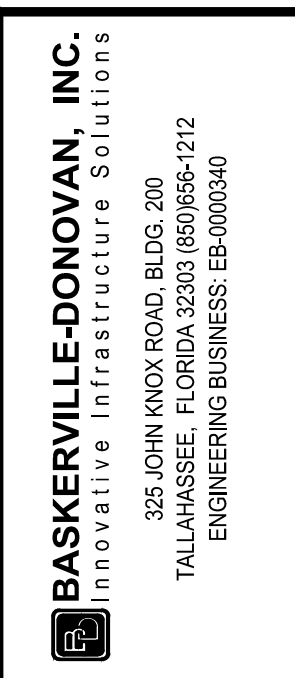 BASKERVILLE-DONOVAN, INC.
Innovative Infrastructure Solutions
325 JOHN KNOX ROAD, BLDG. 200
TALLAHASSEE, FLORIDA 32303 (850)656-1212
ENGINEERING BUSINESS: EB-0000340